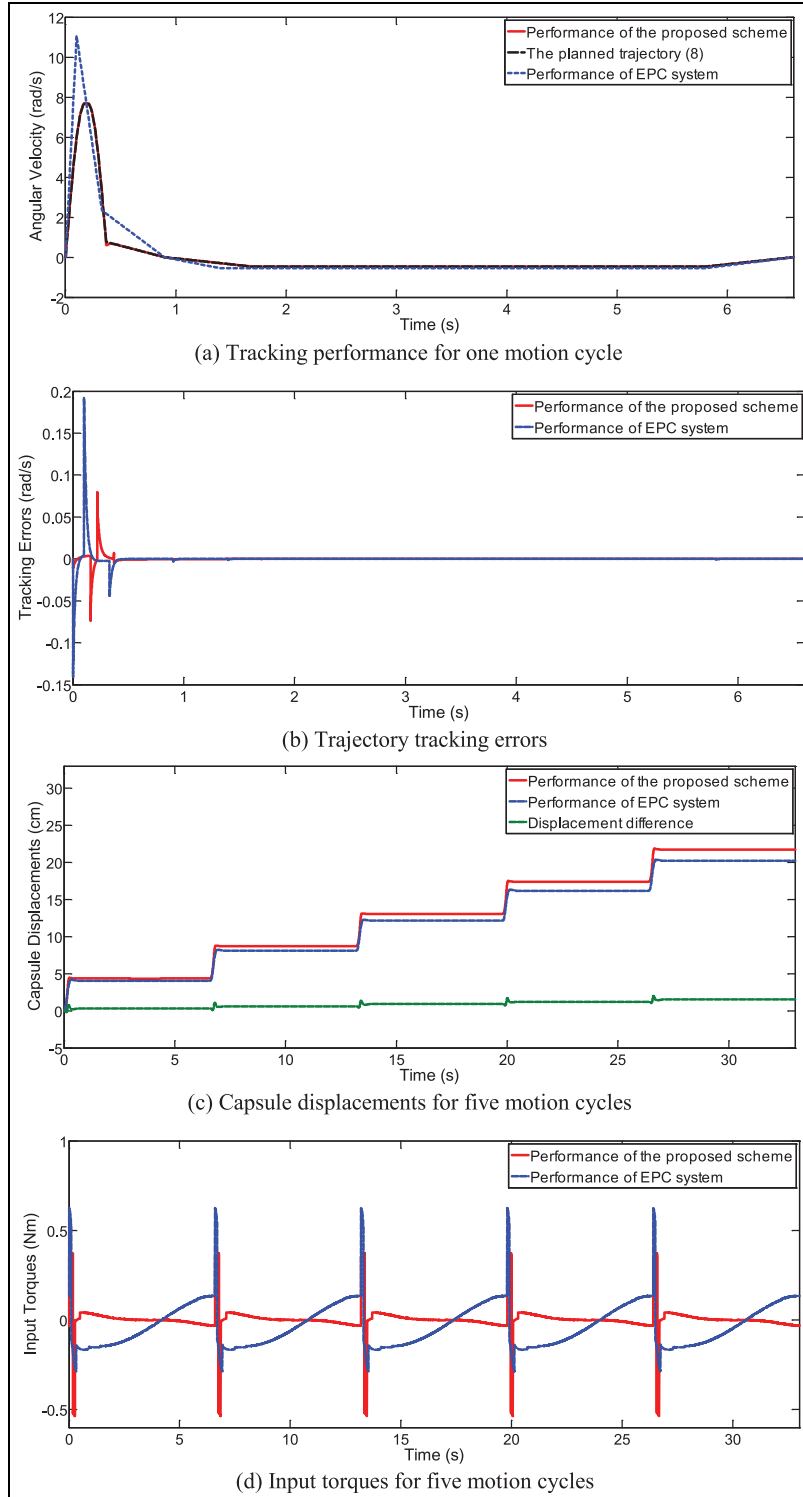 12
10
8
6
4
2
0
-2
Angular Velocity (rad/s)
Performance of the proposed scheme
The planned trajectory (8)
Performance of EPC system
0 1 2 3 4 5 6
Time (s)
(a) Tracking performance for one motion cycle
0.2
0.15
0.1
0.05
0
-0.05
-0.1
-0.15
Tracking Errors (rad/s)
Performance of the proposed scheme
Performance of EPC system
0 1 2 3 4 5 6
Time (s)
(b) Trajectory tracking errors
30
25
20
15
10
5
0
-5
Capsule Displacements (cm)
Performance of the proposed scheme
Performance of EPC system
Displacement difference
0 5 10 15 20 25 30
Time (s)
(c) Capsule displacements for five motion cycles
1
0.5
0
-0.5
Input Torques (Nm)
Performance of the proposed scheme
Performance of EPC system
0 5 10 15 20 25 30
Time (s)
(d) Input torques for five motion cycles